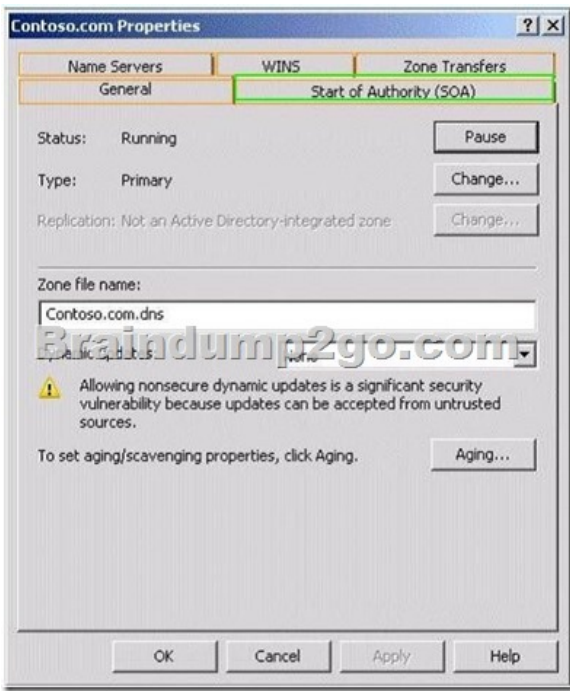 Contoso.com Properties
Name Servers WINS Zone Transfers
General Start of Authority (SOA)
Status: Running Pause
Type: Primary Change...
Replication: Not an Active Directory-integrated zone Change...
Zone file name:
Contoso.com.dns
Braindump2go.com
Allowing nonsecure dynamic updates is a significant security
vulnerability because updates can be accepted from untrusted
sources.
To set aging/scavenging properties, click Aging. Aging...
OK Cancel Apply Help